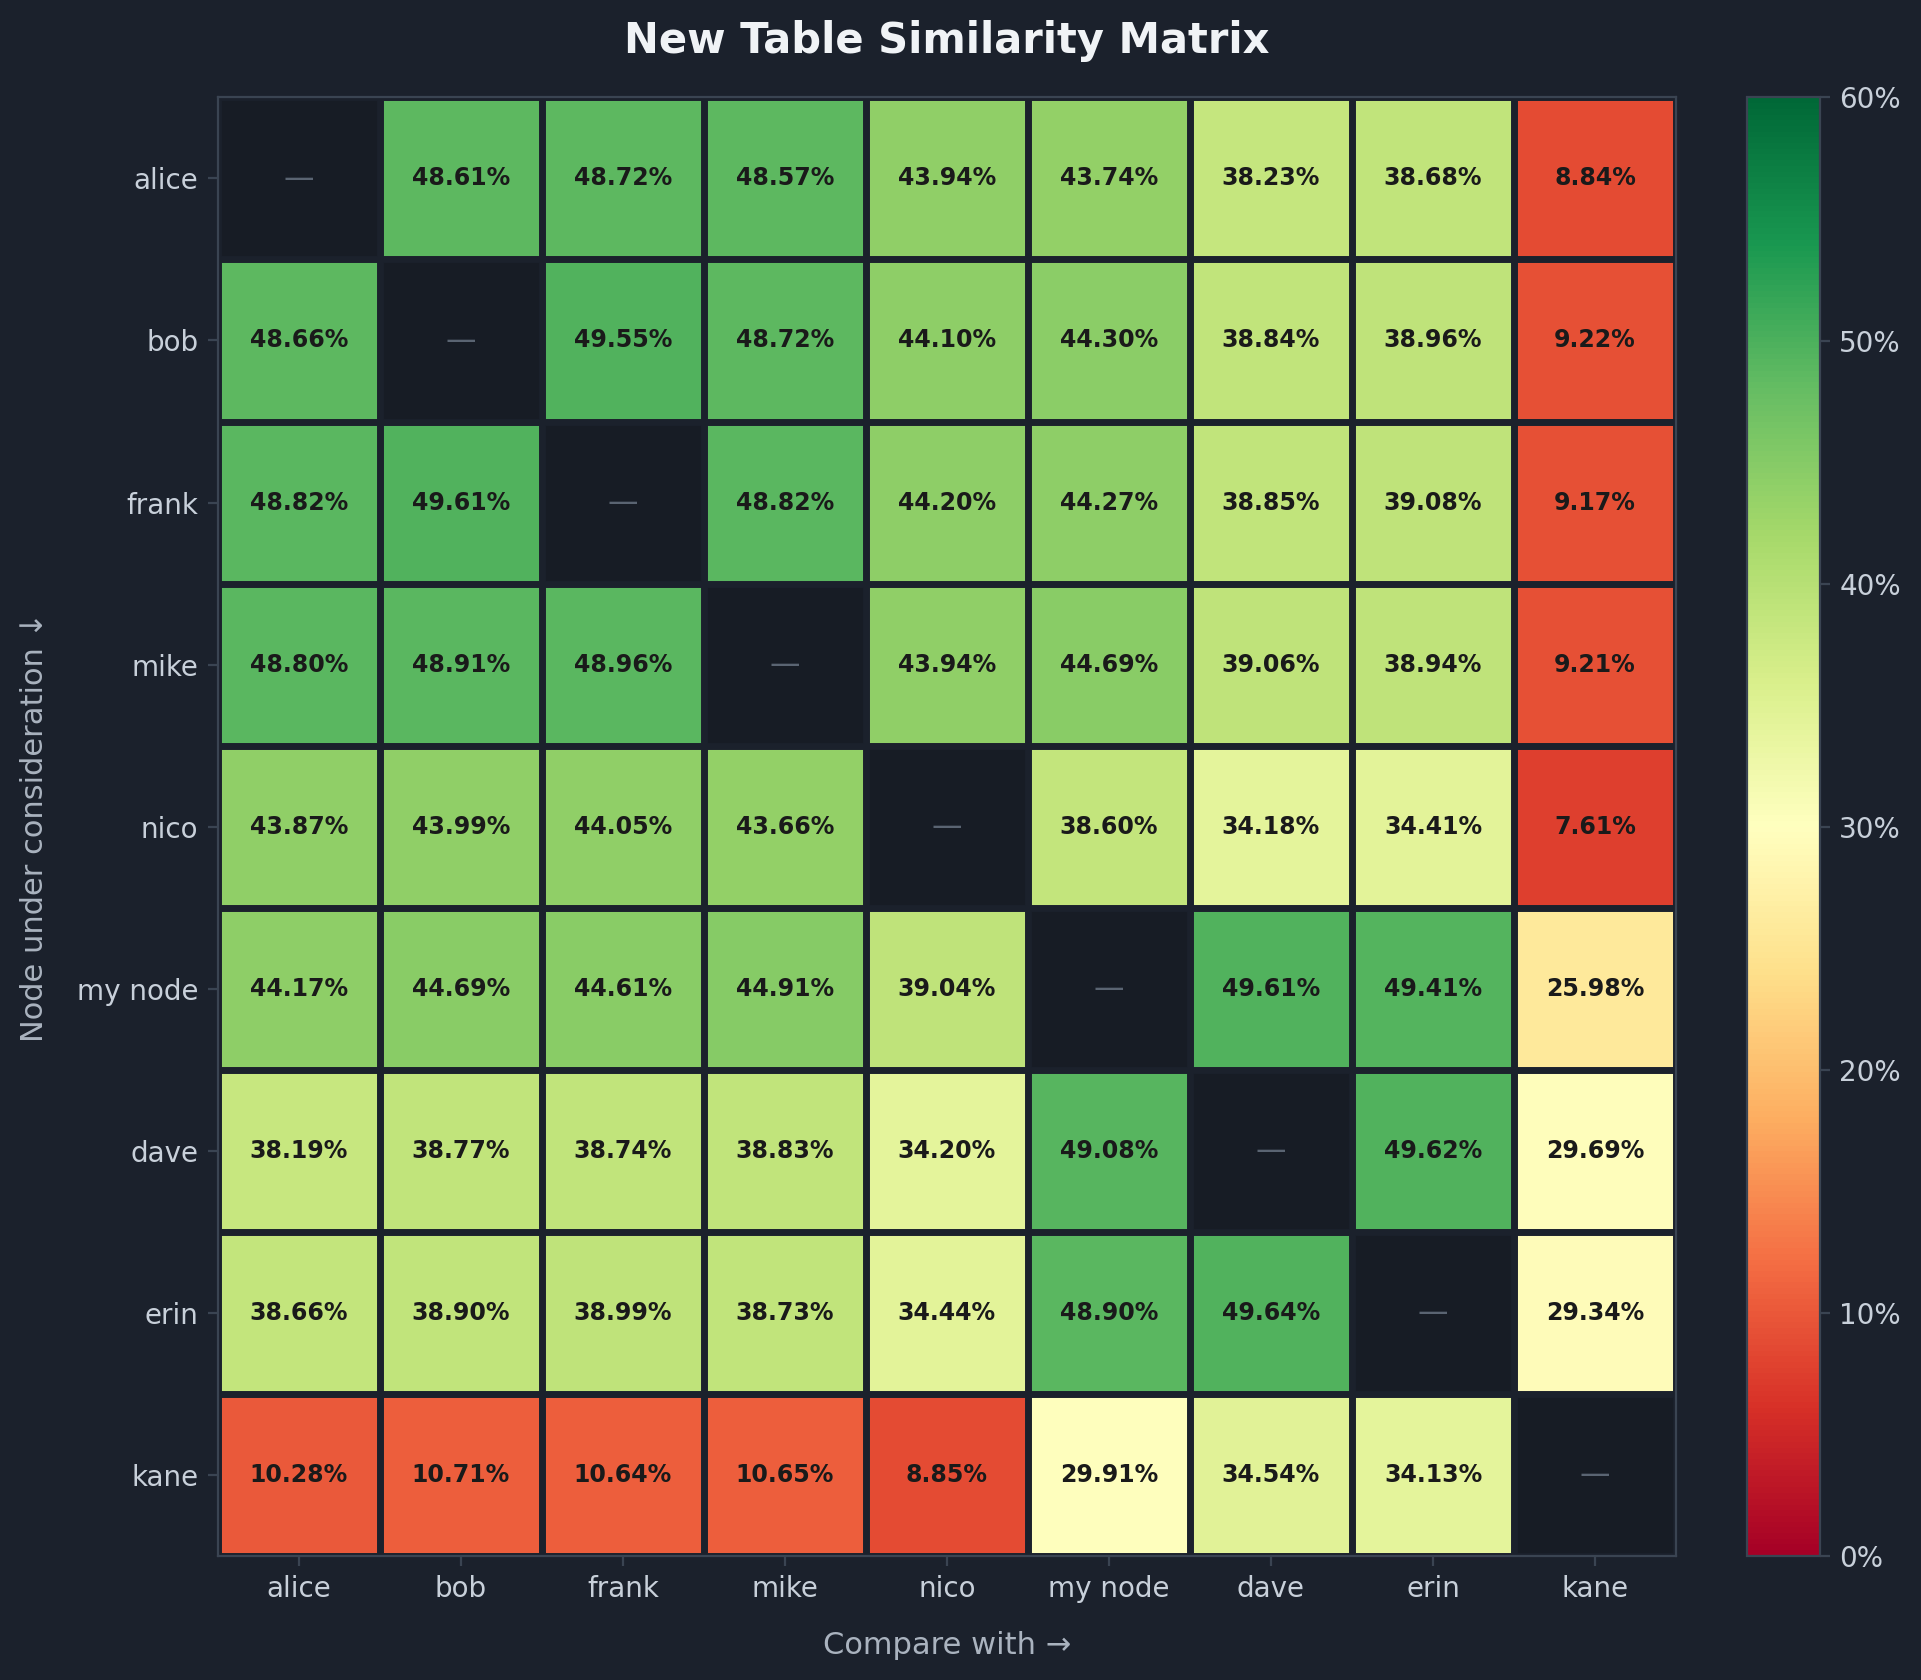 New Table Similarity Matrix
alice — 48.61% 48.72% 48.57% 43.94% 43.74% 38.23% 38.68% 8.84%
bob 48.66% — 49.55% 48.72% 44.10% 44.30% 38.84% 38.96% 9.22%
frank 48.82% 49.61% — 48.82% 44.20% 44.27% 38.85% 39.08% 9.17%
mike 48.80% 48.91% 48.96% — 43.94% 44.69% 39.06% 38.94% 9.21%
nico 43.87% 43.99% 44.05% 43.66% — 38.60% 34.18% 34.41% 7.61%
my node 44.17% 44.69% 44.61% 44.91% 39.04% — 49.61% 49.41% 25.98%
dave 38.19% 38.77% 38.74% 38.83% 34.20% 49.08% — 49.62% 29.69%
erin 38.66% 38.90% 38.99% 38.73% 34.44% 48.90% 49.64% — 29.34%
kane 10.28% 10.71% 10.64% 10.65% 8.85% 29.91% 34.54% 34.13% —
alice bob frank mike nico my node dave erin kane
Compare with →
Node under consideration →
60%
50%
40%
30%
20%
10%
0%